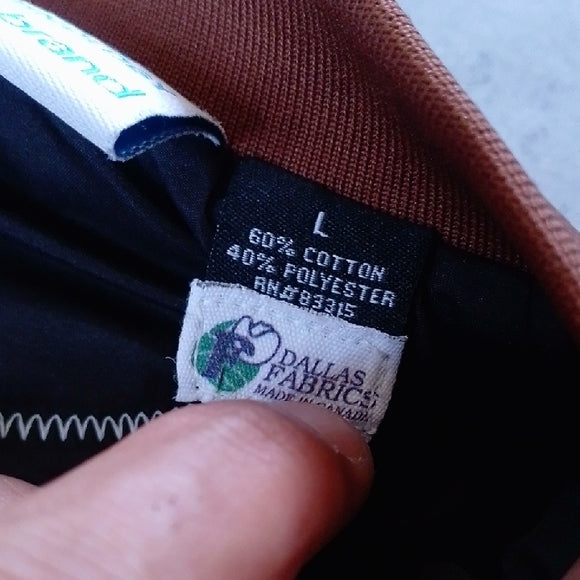 L
60% COTTON
40% POLYESTER
RN#83315
DALLAS
FABRICS
MADE IN CANADA